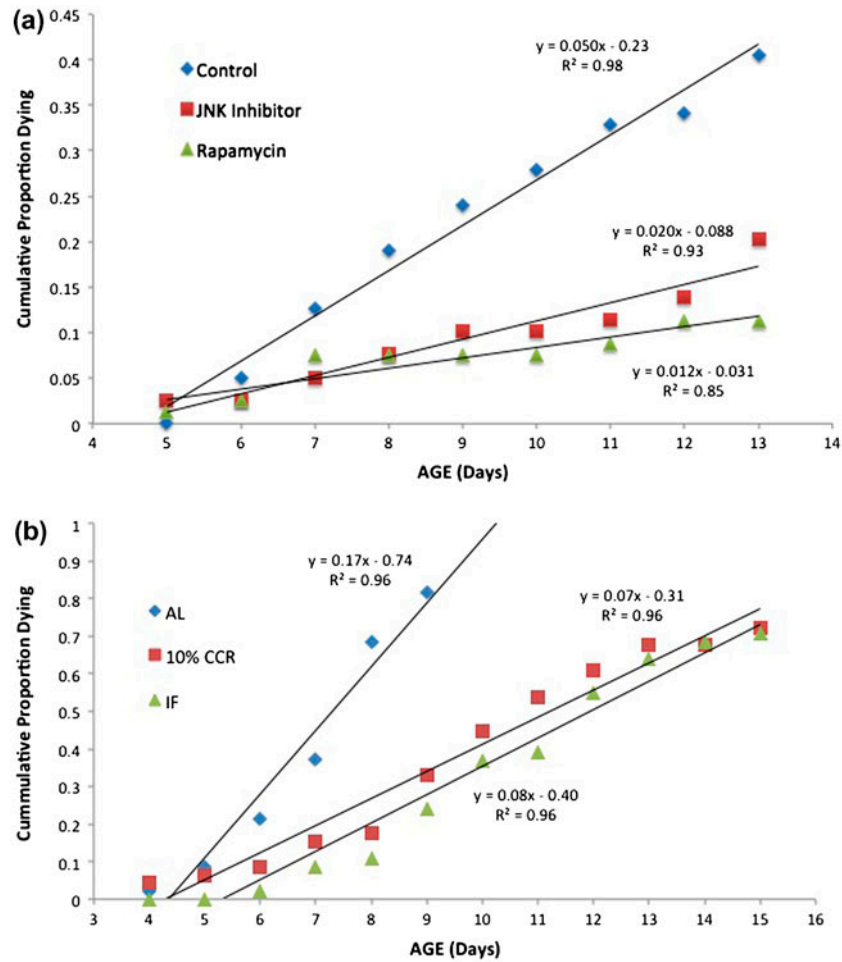 (a)
0.45
0.4
0.35
0.3
0.25
0.2
0.15
0.1
0.05
0
Cumulative Proportion Dying
Control
JNK Inhibitor
Rapamycin
y = 0.050x - 0.23
R² = 0.98
y = 0.020x - 0.088
R² = 0.93
y = 0.012x - 0.031
R² = 0.85
4 5 6 7 8 9 10 11 12 13 14
AGE (Days)
(b)
1
0.9
0.8
0.7
0.6
0.5
0.4
0.3
0.2
0.1
0
Cummulative Proportion Dying
AL
10% CCR
IF
y = 0.17x - 0.74
R² = 0.96
y = 0.07x - 0.31
R² = 0.96
y = 0.08x - 0.40
R² = 0.96
3 4 5 6 7 8 9 10 11 12 13 14 15 16
AGE (Days)